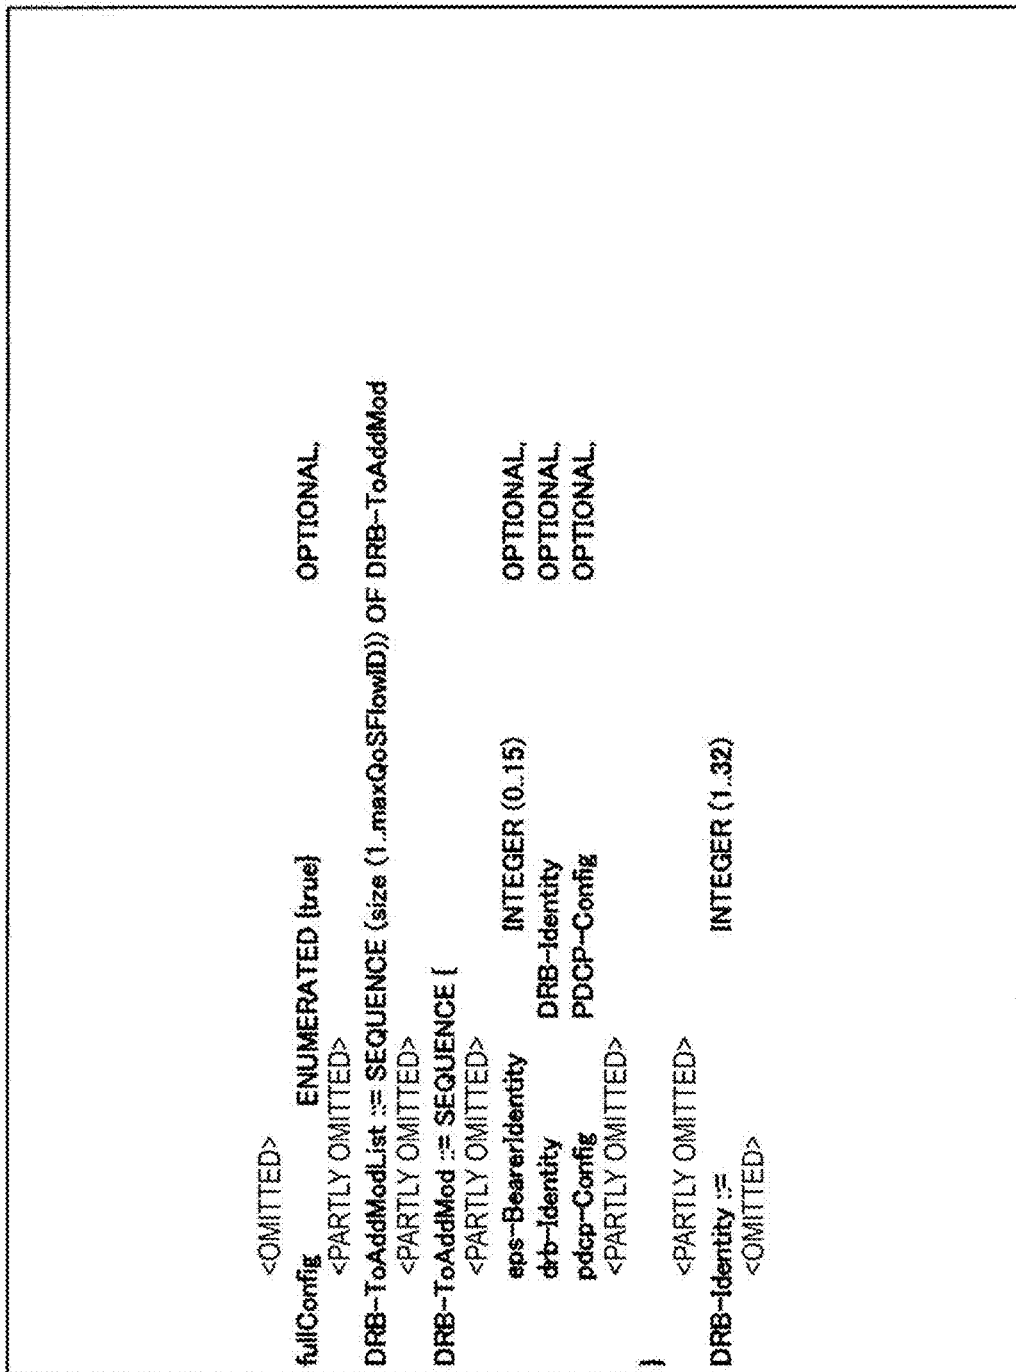 <OMITTED>
fullConfig ENUMERATED {true} OPTIONAL,
<PARTLY OMITTED>
DRB-ToAddModList ::= SEQUENCE (size (1..maxQoSFlowID)) OF DRB-ToAddMod
<PARTLY OMITTED>
DRB-ToAddMod ::= SEQUENCE {
<PARTLY OMITTED>
eps-BearerIdentity INTEGER (0..15) OPTIONAL,
drb-Identity DRB-Identity OPTIONAL,
pdcp-Config PDCP-Config OPTIONAL,
<PARTLY OMITTED>
}
<PARTLY OMITTED>
DRB-Identity ::= INTEGER (1..32)
<OMITTED>